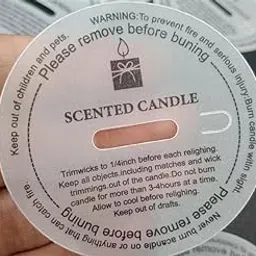 WARNING:To prevent fire and serious injury:Burn candle within sight.
Never burn acandle on or anything that can catch fire.
Keep out of children and pets.
Please remove before buning
SCENTED CANDLE
Trimwicks to 1/4inch before each relighing.
Keep all objects.including matches and wick
trimmings out of the candle.Do not burn
candle for more than 3-4hours at a time.
Allow to cool before relighing.
Keep out of drafts.
Please remove before buning